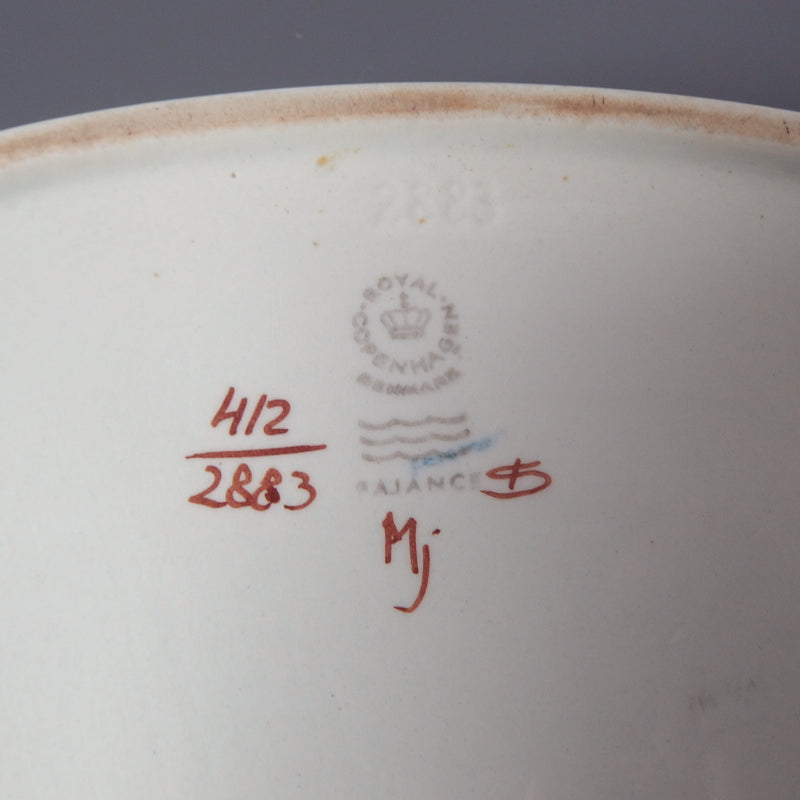 2883
ROYAL COPENHAGEN
DENMARK
412
2883
FAJANCE
Mj